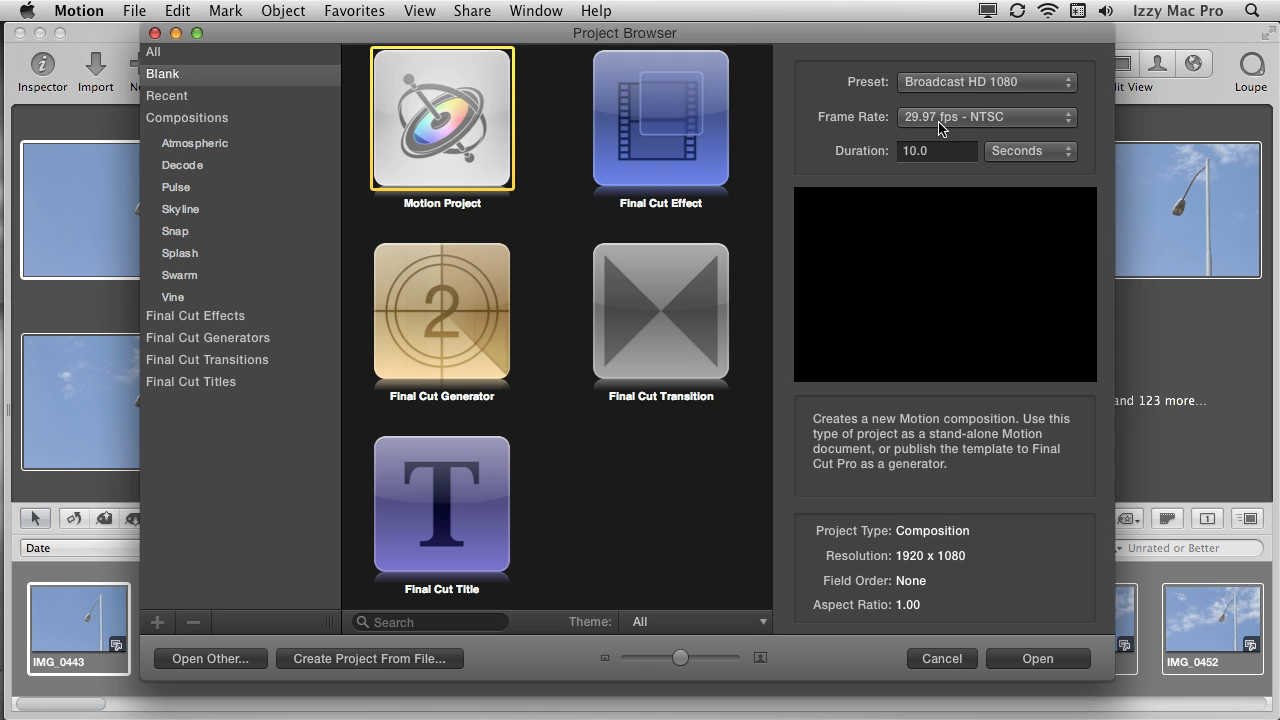 Motion File Edit Mark Object Favorites View Share Window Help Izzy Mac Pro
Project Browser
Inspector Import
Loupe
All
Blank
Recent
Compositions
Atmospheric
Decode
Pulse
Skyline
Snap
Splash
Swarm
Vine
Final Cut Effects
Final Cut Generators
Final Cut Transitions
Final Cut Titles
Motion Project
Final Cut Effect
2
Final Cut Generator
Final Cut Transition
T
Final Cut Title
Search
Theme: All
Preset: Broadcast HD 1080
Frame Rate: 29.97 fps - NTSC
Duration: 10.0 Seconds
Creates a new Motion composition. Use this
type of project as a stand-alone Motion
document, or publish the template to Final
Cut Pro as a generator.
Project Type: Composition
Resolution: 1920 x 1080
Field Order: None
Aspect Ratio: 1.00
Open Other...
Create Project From File...
Cancel
Open
View
and 123 more...
1
Date
Unrated or Better
IMG_0443
IMG_0452